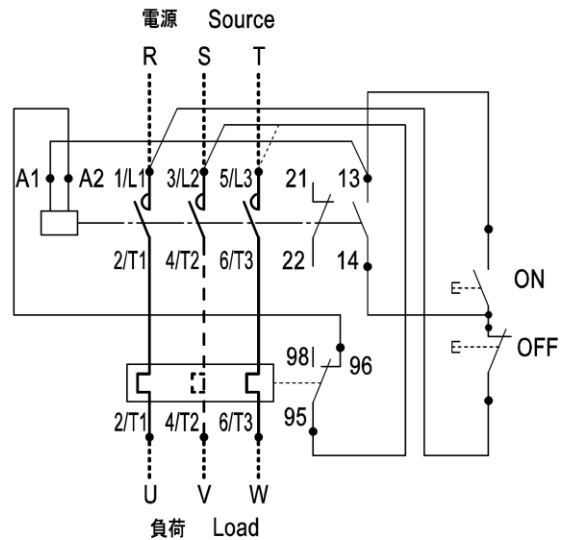 電源 Source
R S T
A1 A2 1/L1 3/L2 5/L3 21 13
2/T1 4/T2 6/T3 22 14
ON
OFF
98 96
2/T1 4/T2 6/T3 95
U V W
負荷 Load